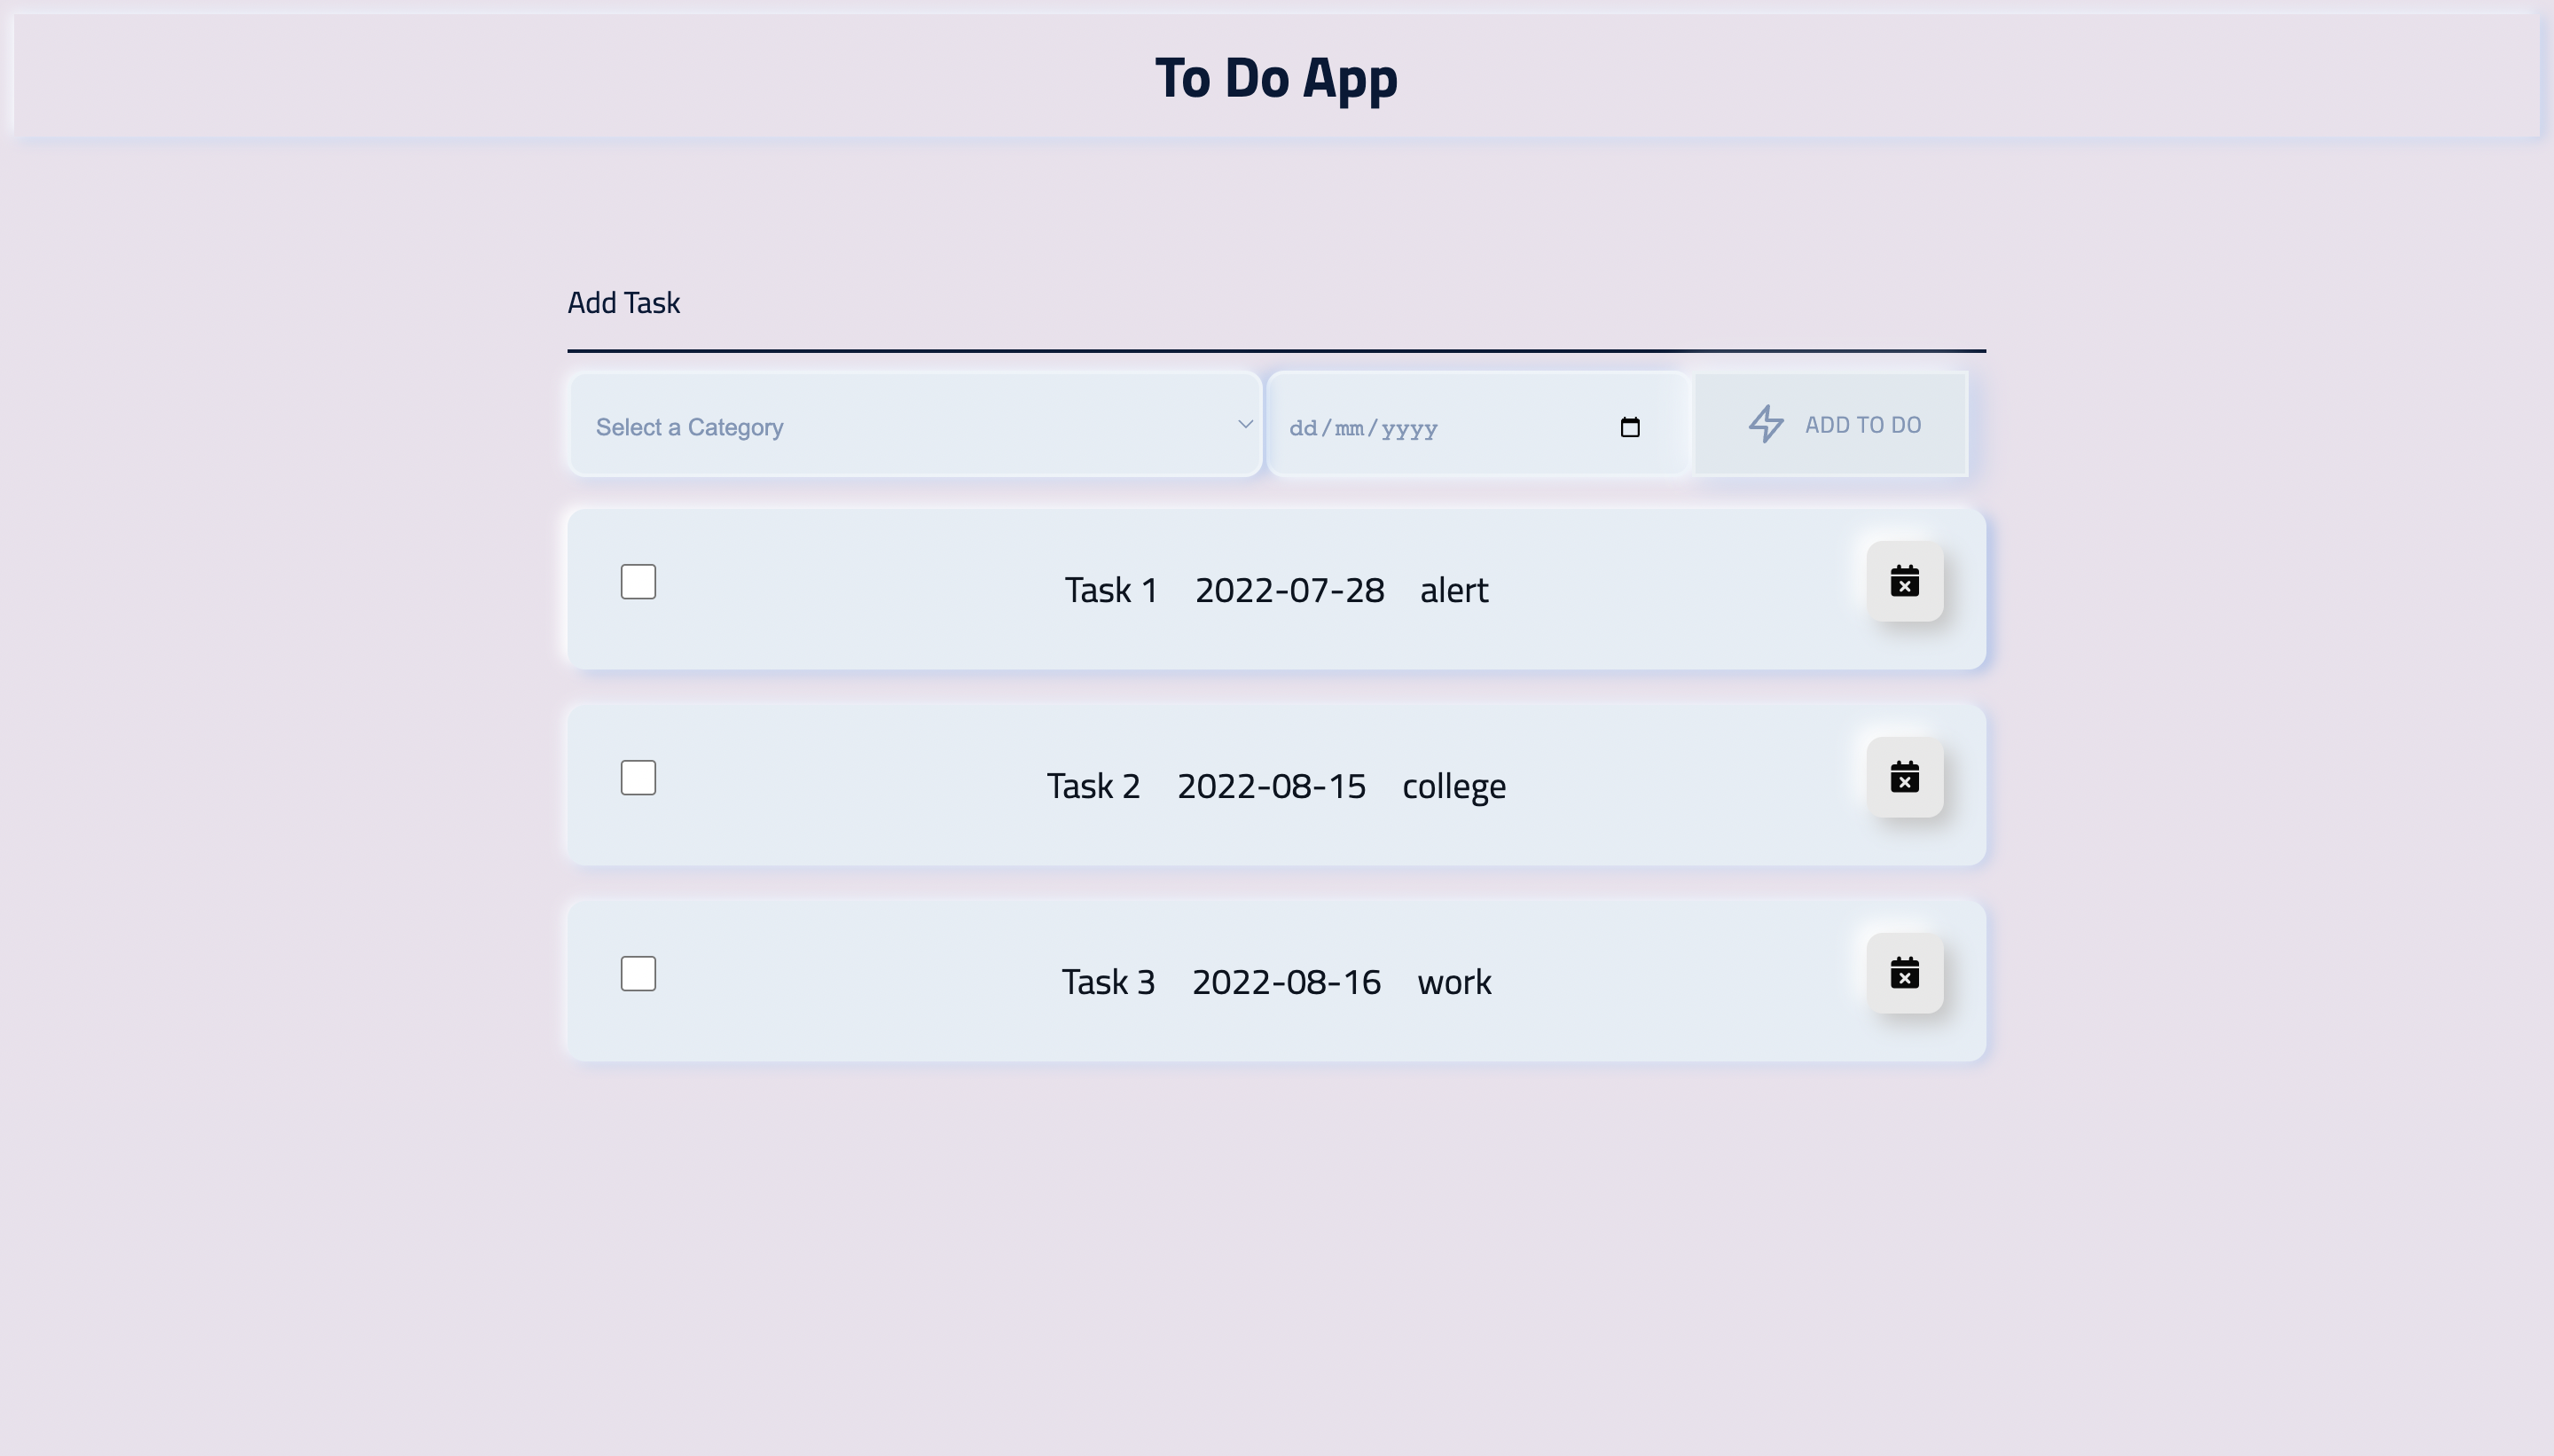 To Do App
Add Task
Select a Category
dd/mm/yyyy
ADD TO DO
Task 1 2022-07-28 alert
Task 2 2022-08-15 college
Task 3 2022-08-16 work